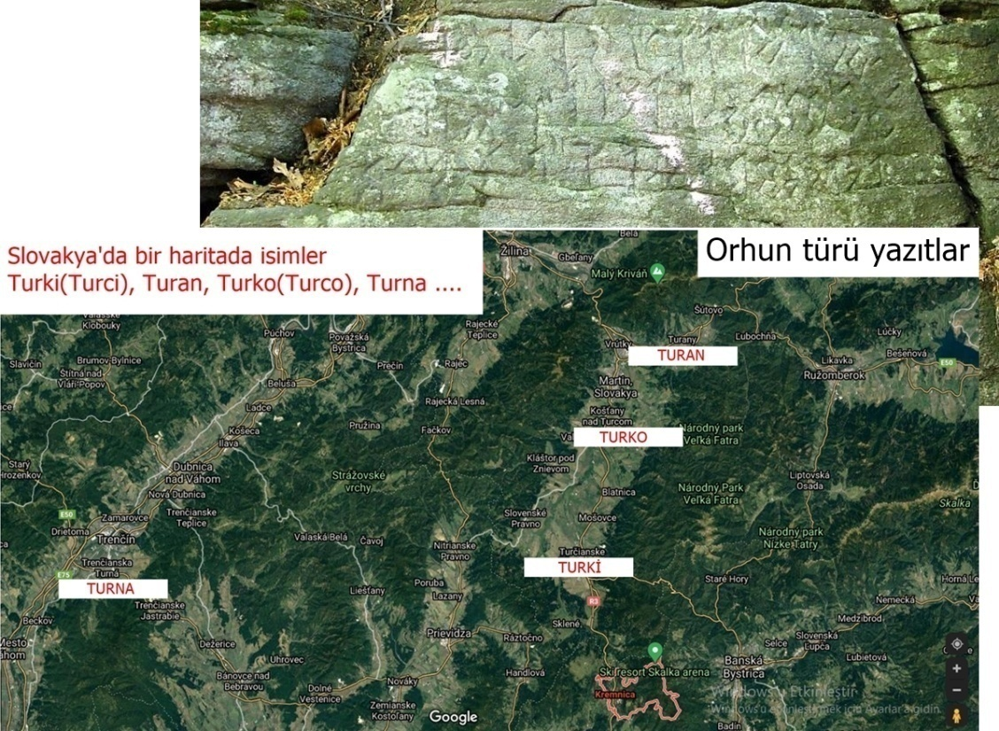 Slovakya'da bir haritada isimler
Turki(Turci), Turan, Turko(Turco), Turna ....
Orhun türü yazıtlar
Žilina
Belá
Gbeľany
Malý Kriváň
Valašské
Klobouky
Púchov
Považská
Bystrica
Rajecké
Teplice
Šútovo
Slavičín
Brumov-Bylnice
Štítná nad
Vláří-Popov
Prečín
Rajec
Vrútky
Turany
TURAN
Ľubochňa
Lúčky
Bešeňová
Likavka
Ružomberok
E50
Beluša
Ladce
Rajecká Lesná
Martin,
Slovakya
Košeca
Ilava
Pružina
Fačkov
Košťany
nad Turcom
TURKO
Národný park
Veľká Fatra
Starý
Hrozenkov
Dubnica
nad Váhom
Nová Dubnica
Strážovské
vrchy
Kláštor pod
Znievom
Blatnica
Národný Park
Veľká Fatra
Liptovská
Osada
Skalka
E50
Drietoma
Zamarovce
Trenčín
Trenčianske
Teplice
Valaská Belá
Čavoj
Slovenské
Pravno
Mošovce
Národný park
Nízke Tatry
Nitrianske
Pravno
Turčianske
TURKİ
Trenčianska
Turná
E75
TURNA
Trenčianske
Jastrabie
Liešťany
Poruba
Lazany
Staré Hory
R3
Nemecká
Horná Le
Beckov
Mesto
Dežerice
Uhrovec
Prievidza
Ráztočno
Sklené
Medzibrod
Selce
Slovenská
Ľupča
Ľubietová
Bánovce nad
Bebravou
Nováky
Handlová
Ski resort Skalka arena
Banská
Bystrica
Kremnica
Dolné
Vestenice
Zemianske
Kostoľany
Google
Badín
Windows'u Etkinleştir
Windows'u etkinleştirmek için Ayarlar'a gidin.